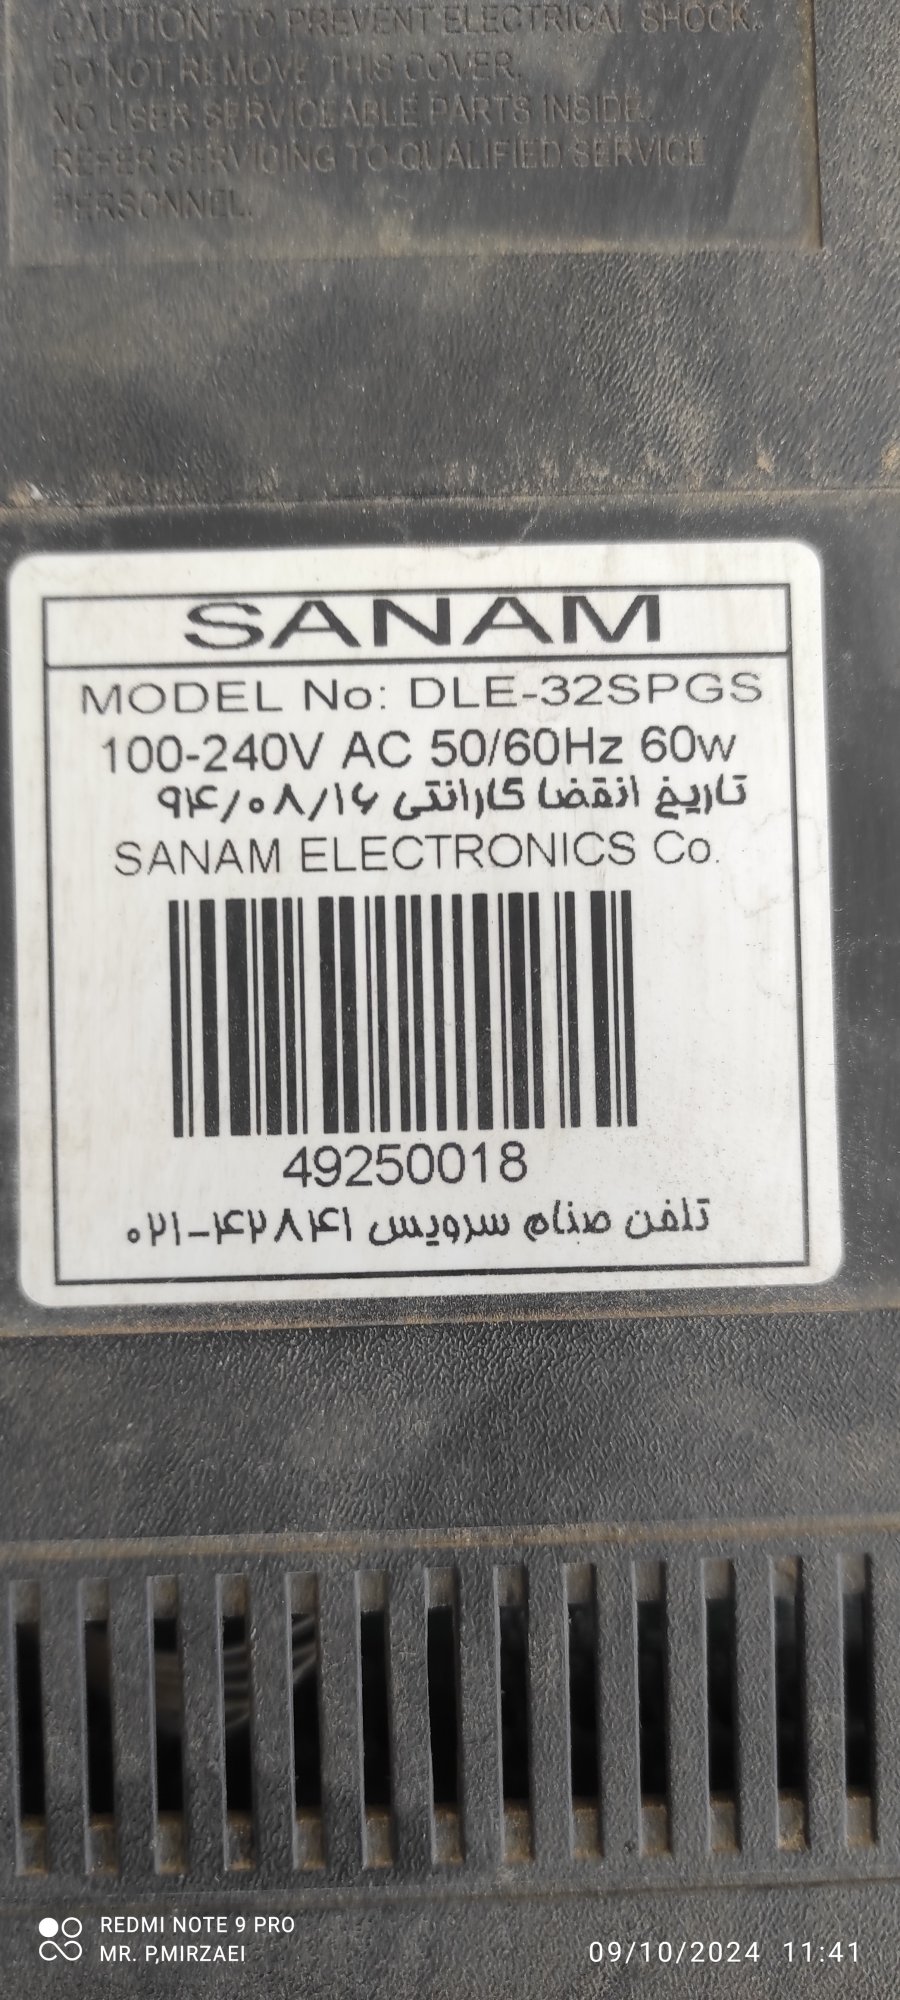 CAUTION: TO PREVENT ELECTRICAL SHOCK,
DO NOT REMOVE THIS COVER.
NO USER SERVICEABLE PARTS INSIDE.
REFER SERVICING TO QUALIFIED SERVICE
PERSONNEL.
SANAM
MODEL No: DLE-32SPGS
100-240V AC 50/60Hz 60w
تاریخ انقضا گارانتی ۹۴/۰۸/۱۶
SANAM ELECTRONICS Co.
49250018
تلفن صنام سرویس ۴۲۸۴۱-۰۲۱
REDMI NOTE 9 PRO
MR. P,MIRZAEI
09/10/2024 11:41